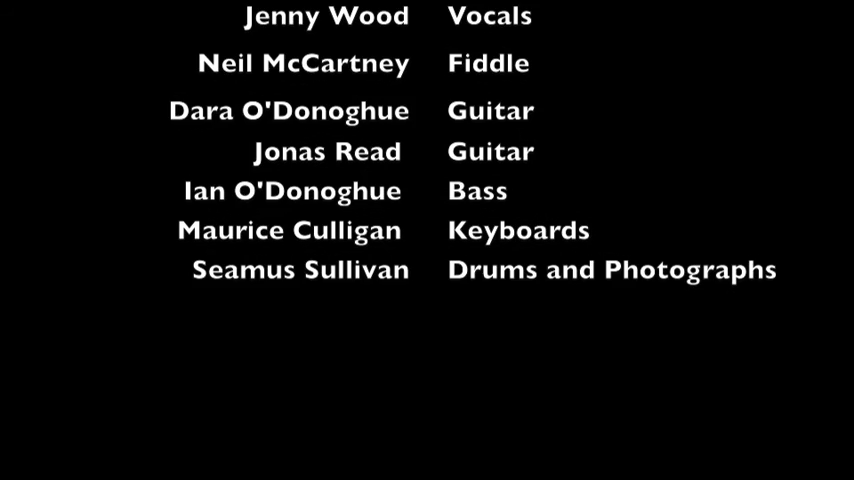 Jenny Wood Vocals
Neil McCartney Fiddle
Dara O'Donoghue Guitar
Jonas Read Guitar
Ian O'Donoghue Bass
Maurice Culligan Keyboards
Seamus Sullivan Drums and Photographs